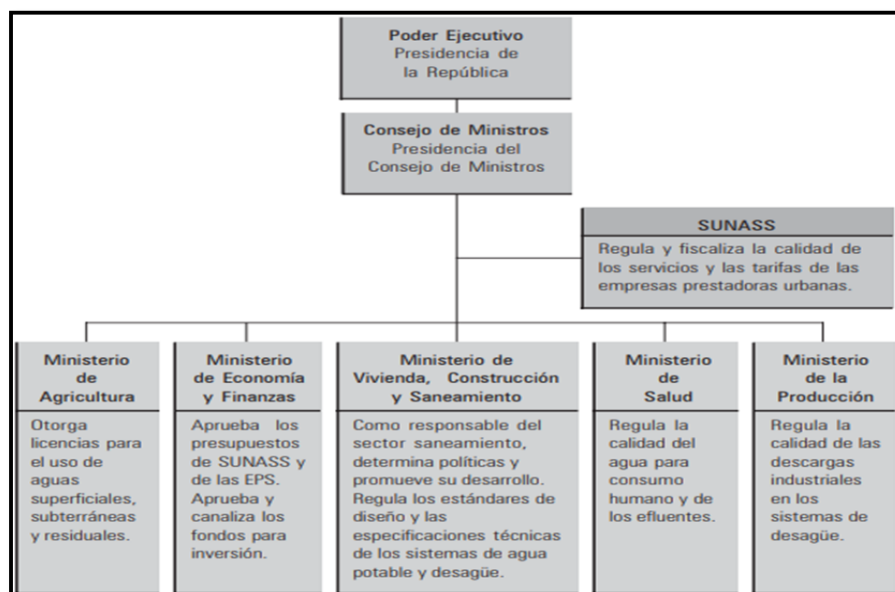 Poder Ejecutivo
Presidencia de
la República
Consejo de Ministros
Presidencia del
Consejo de Ministros
SUNASS
Regula y fiscaliza la calidad de
los servicios y las tarifas de las
empresas prestadoras urbanas.
Ministerio
de
Agricultura
Otorga
licencias para
el uso de
aguas
superficiales,
subterráneas
y residuales.
Ministerio
de Economía
y Finanzas
Aprueba los
presupuestos
de SUNASS y
de las EPS.
Aprueba y
canaliza los
fondos para
inversión.
Ministerio de
Vivienda, Construcción
y Saneamiento
Como responsable del
sector saneamiento,
determina políticas y
promueve su desarrollo.
Regula los estándares de
diseño y las
especificaciones técnicas
de los sistemas de agua
potable y desagüe.
Ministerio
de
Salud
Regula la
calidad del
agua para
consumo
humano y de
los efluentes.
Ministerio
de la
Producción
Regula la
calidad de las
descargas
industriales
en los
sistemas de
desagüe.